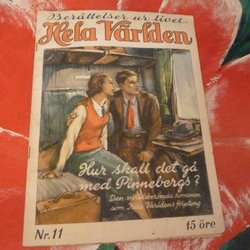 Berättelser ur livet
Hela Världen
Hur skall det gå
med Pinnebergs?
Den världsberömda romanen
som Hela Världens följetong
Nr. 11
15 öre